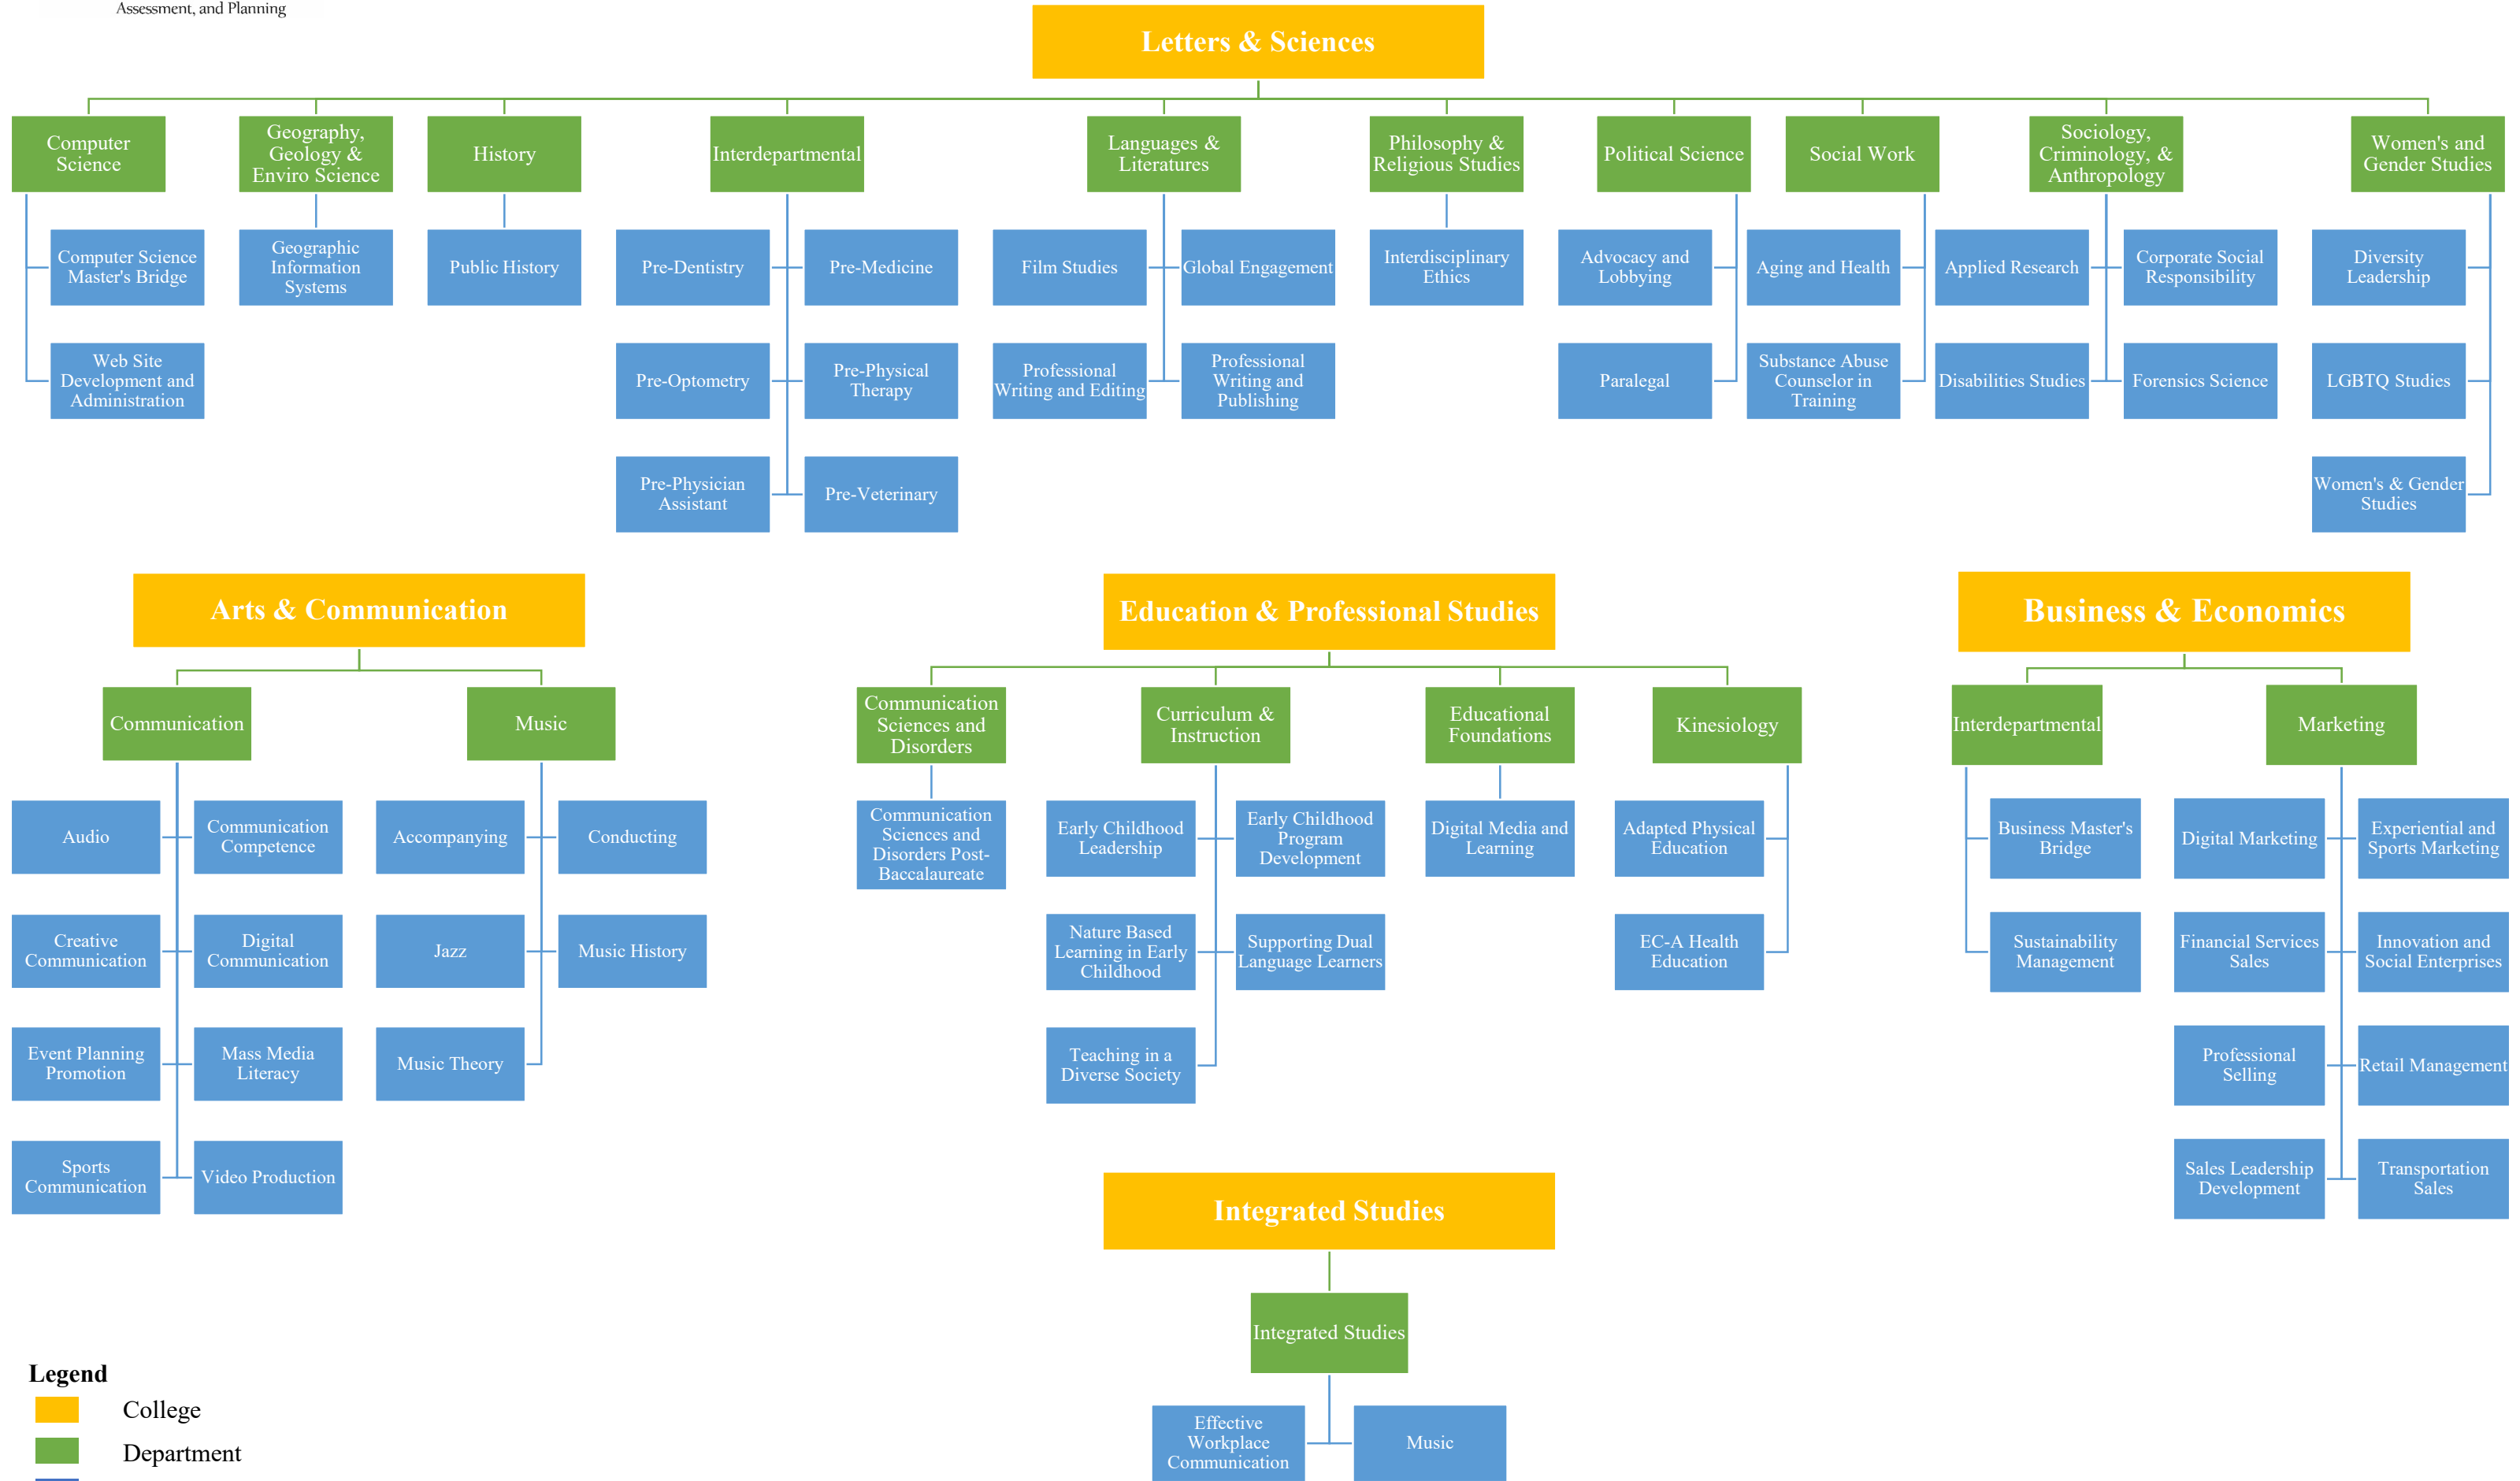 Assessment, and Planning
Letters & Sciences
Computer
Science
Geography,
Geology &
Enviro Science
History
Interdepartmental
Languages &
Literatures
Philosophy &
Religious Studies
Political Science
Social Work
Sociology,
Criminology, &
Anthropology
Women's and
Gender Studies
Computer Science
Master's Bridge
Geographic
Information
Systems
Public History
Pre-Dentistry
Pre-Medicine
Film Studies
Global Engagement
Interdisciplinary
Ethics
Advocacy and
Lobbying
Aging and Health
Applied Research
Corporate Social
Responsibility
Diversity
Leadership
Web Site
Development and
Administration
Pre-Optometry
Pre-Physical
Therapy
Professional
Writing and Editing
Professional
Writing and
Publishing
Paralegal
Substance Abuse
Counselor in
Training
Disabilities Studies
Forensics Science
LGBTQ Studies
Pre-Physician
Assistant
Pre-Veterinary
Women's & Gender
Studies
Arts & Communication
Communication
Music
Audio
Communication
Competence
Accompanying
Conducting
Creative
Communication
Digital
Communication
Jazz
Music History
Event Planning
Promotion
Mass Media
Literacy
Music Theory
Sports
Communication
Video Production
Education & Professional Studies
Communication
Sciences and
Disorders
Curriculum &
Instruction
Educational
Foundations
Kinesiology
Communication
Sciences and
Disorders Post-
Baccalaureate
Early Childhood
Leadership
Early Childhood
Program
Development
Digital Media and
Learning
Adapted Physical
Education
Nature Based
Learning in Early
Childhood
Supporting Dual
Language Learners
EC-A Health
Education
Teaching in a
Diverse Society
Business & Economics
Interdepartmental
Marketing
Business Master's
Bridge
Digital Marketing
Experiential and
Sports Marketing
Sustainability
Management
Financial Services
Sales
Innovation and
Social Enterprises
Professional
Selling
Retail Management
Sales Leadership
Development
Transportation
Sales
Integrated Studies
Integrated Studies
Effective
Workplace
Communication
Music
Legend
College
Department